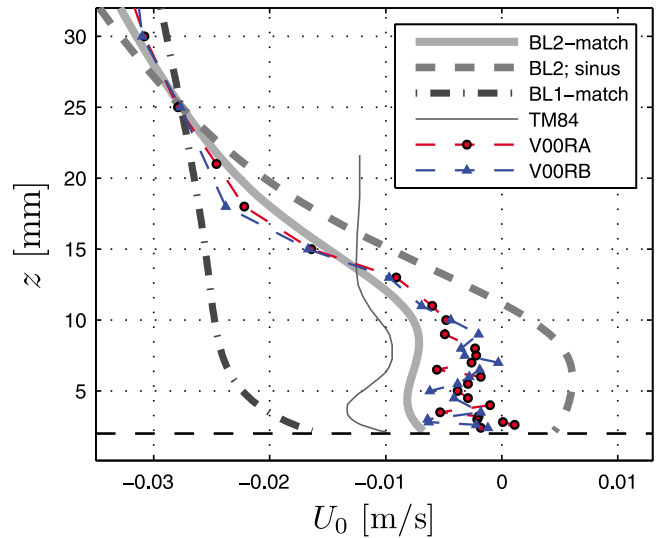 30
25
20
15
10
5
z [mm]
BL2−match
BL2; sinus
BL1−match
TM84
V00RA
V00RB
−0.03
−0.02
−0.01
0
0.01
U0 [m/s]